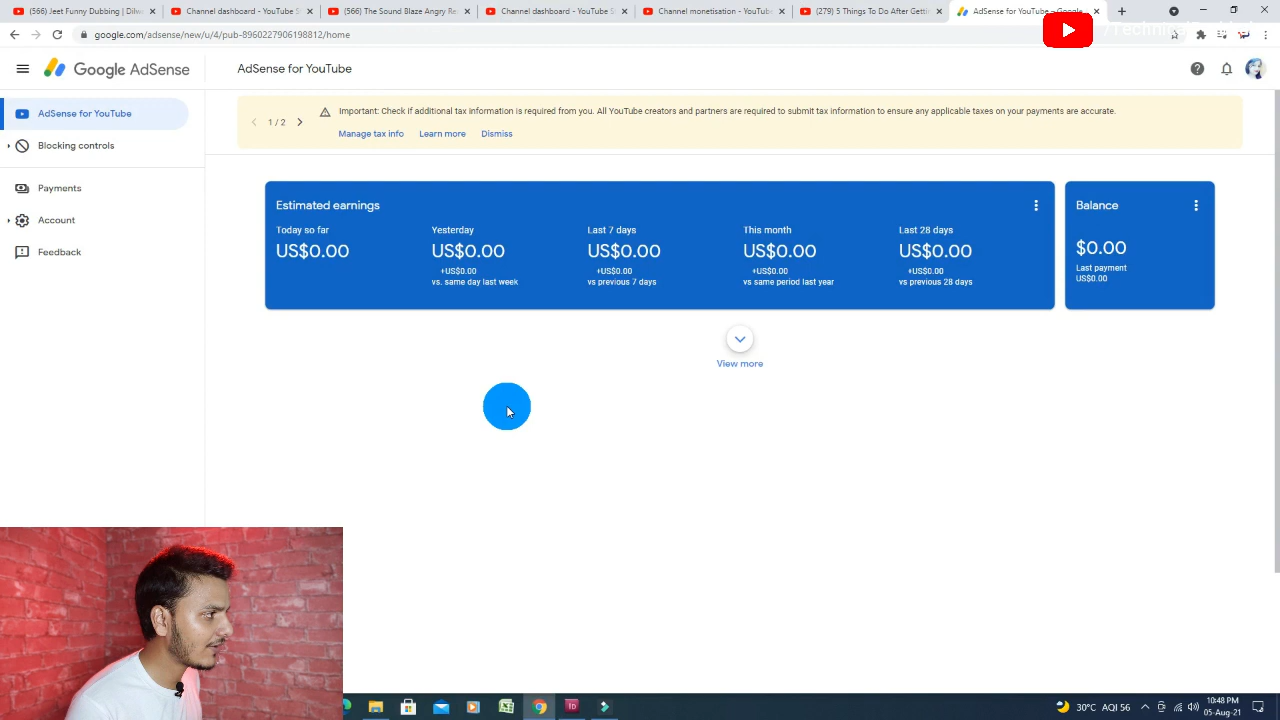 (566) Jeet Funny Dubbing | Dilw
Channel dashboard - YouTube S
(566) The Sound Blaze Angry Re
Channel dashboard - YouTube S
Channel monetisation - YouTube
(279) 5 Things To Do After Gettin
AdSense for YouTube - Google
google.com/adsense/new/u/4/pub-8960227906198812/home
Google AdSense
AdSense for YouTube
AdSense for YouTube
Blocking controls
Payments
Account
Feedback
1 / 2
Important: Check if additional tax information is required from you. All YouTube creators and partners are required to submit tax information to ensure any applicable taxes on your payments are accurate.
Manage tax info Learn more Dismiss
Estimated earnings
Today so far
US$0.00
Yesterday
US$0.00
+US$0.00
vs. same day last week
Last 7 days
US$0.00
+US$0.00
vs previous 7 days
This month
US$0.00
+US$0.00
vs same period last year
Last 28 days
US$0.00
+US$0.00
vs previous 28 days
Balance
$0.00
Last payment
US$0.00
View more
30°C AQI 56
10:48 PM
05-Aug-21